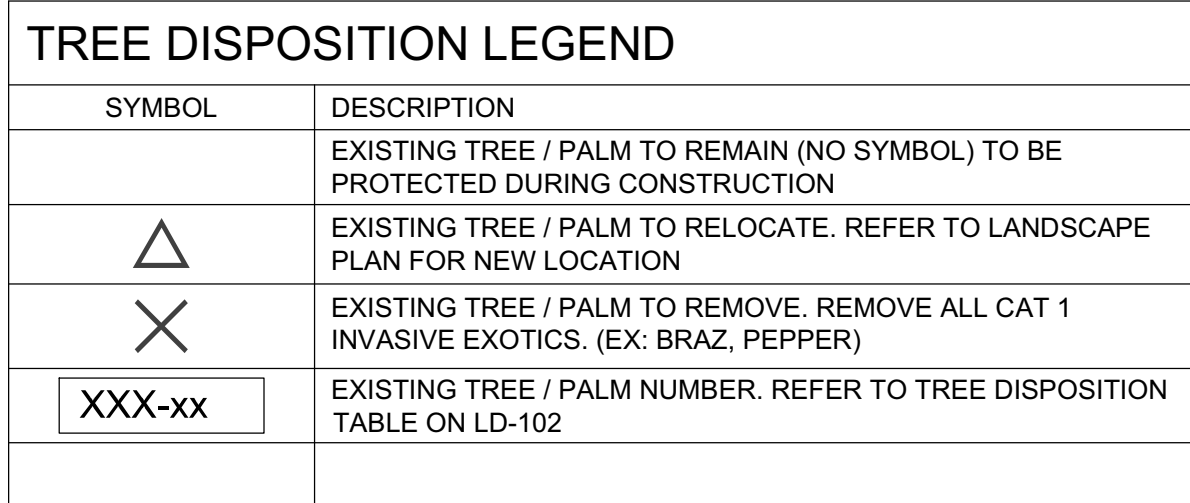 TREE DISPOSITION LEGEND
SYMBOL
DESCRIPTION
EXISTING TREE / PALM TO REMAIN (NO SYMBOL) TO BE
PROTECTED DURING CONSTRUCTION
EXISTING TREE / PALM TO RELOCATE. REFER TO LANDSCAPE
PLAN FOR NEW LOCATION
EXISTING TREE / PALM TO REMOVE. REMOVE ALL CAT 1
INVASIVE EXOTICS. (EX: BRAZ, PEPPER)
XXX-xx
EXISTING TREE / PALM NUMBER. REFER TO TREE DISPOSITION
TABLE ON LD-102